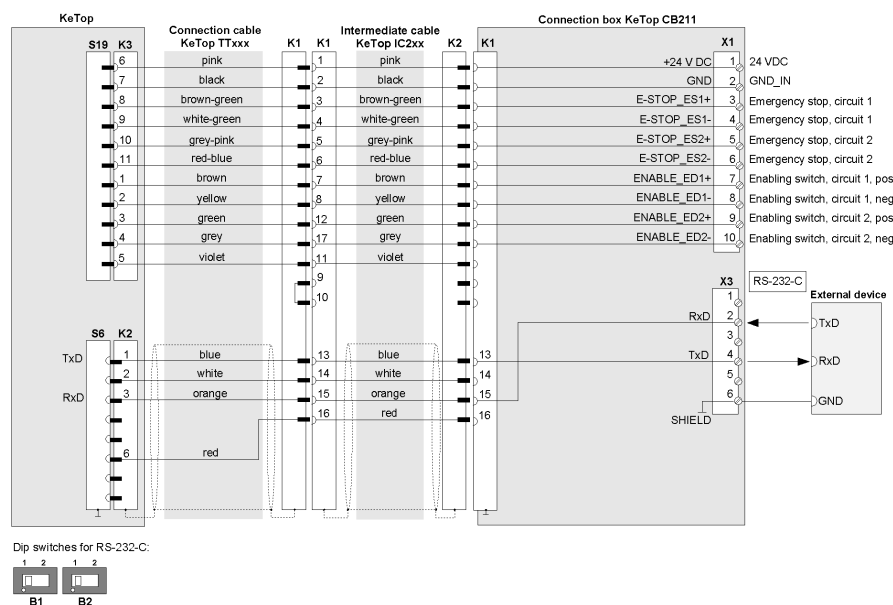 KeTop
Connection cable
KeTop TTxxx
Intermediate cable
KeTop IC2xx
Connection box KeTop CB211
S19 K3 K1 K1 K2 K1 X1
6 pink 1 pink +24 V DC 1 24 VDC
7 black 2 black GND 2 GND_IN
8 brown-green 3 brown-green E-STOP_ES1+ 3 Emergency stop, circuit 1
9 white-green 4 white-green E-STOP_ES1- 4 Emergency stop, circuit 1
10 grey-pink 5 grey-pink E-STOP_ES2+ 5 Emergency stop, circuit 2
11 red-blue 6 red-blue E-STOP_ES2- 6 Emergency stop, circuit 2
1 brown 7 brown ENABLE_ED1+ 7 Enabling switch, circuit 1, pos
2 yellow 8 yellow ENABLE_ED1- 8 Enabling switch, circuit 1, neg
3 green 12 green ENABLE_ED2+ 9 Enabling switch, circuit 2, pos
4 grey 17 grey ENABLE_ED2- 10 Enabling switch, circuit 2, neg
5 violet 11 violet
9
10
X3 RS-232-C
External device
1
RxD 2 TxD
3
S6 K2
TxD 1 blue 13 blue 13 TxD 4 RxD
2 white 14 white 14 5
RxD 3 orange 15 orange 15 6 GND
16 red 16 SHIELD
6 red
Dip switches for RS-232-C:
1 2 1 2
B1 B2